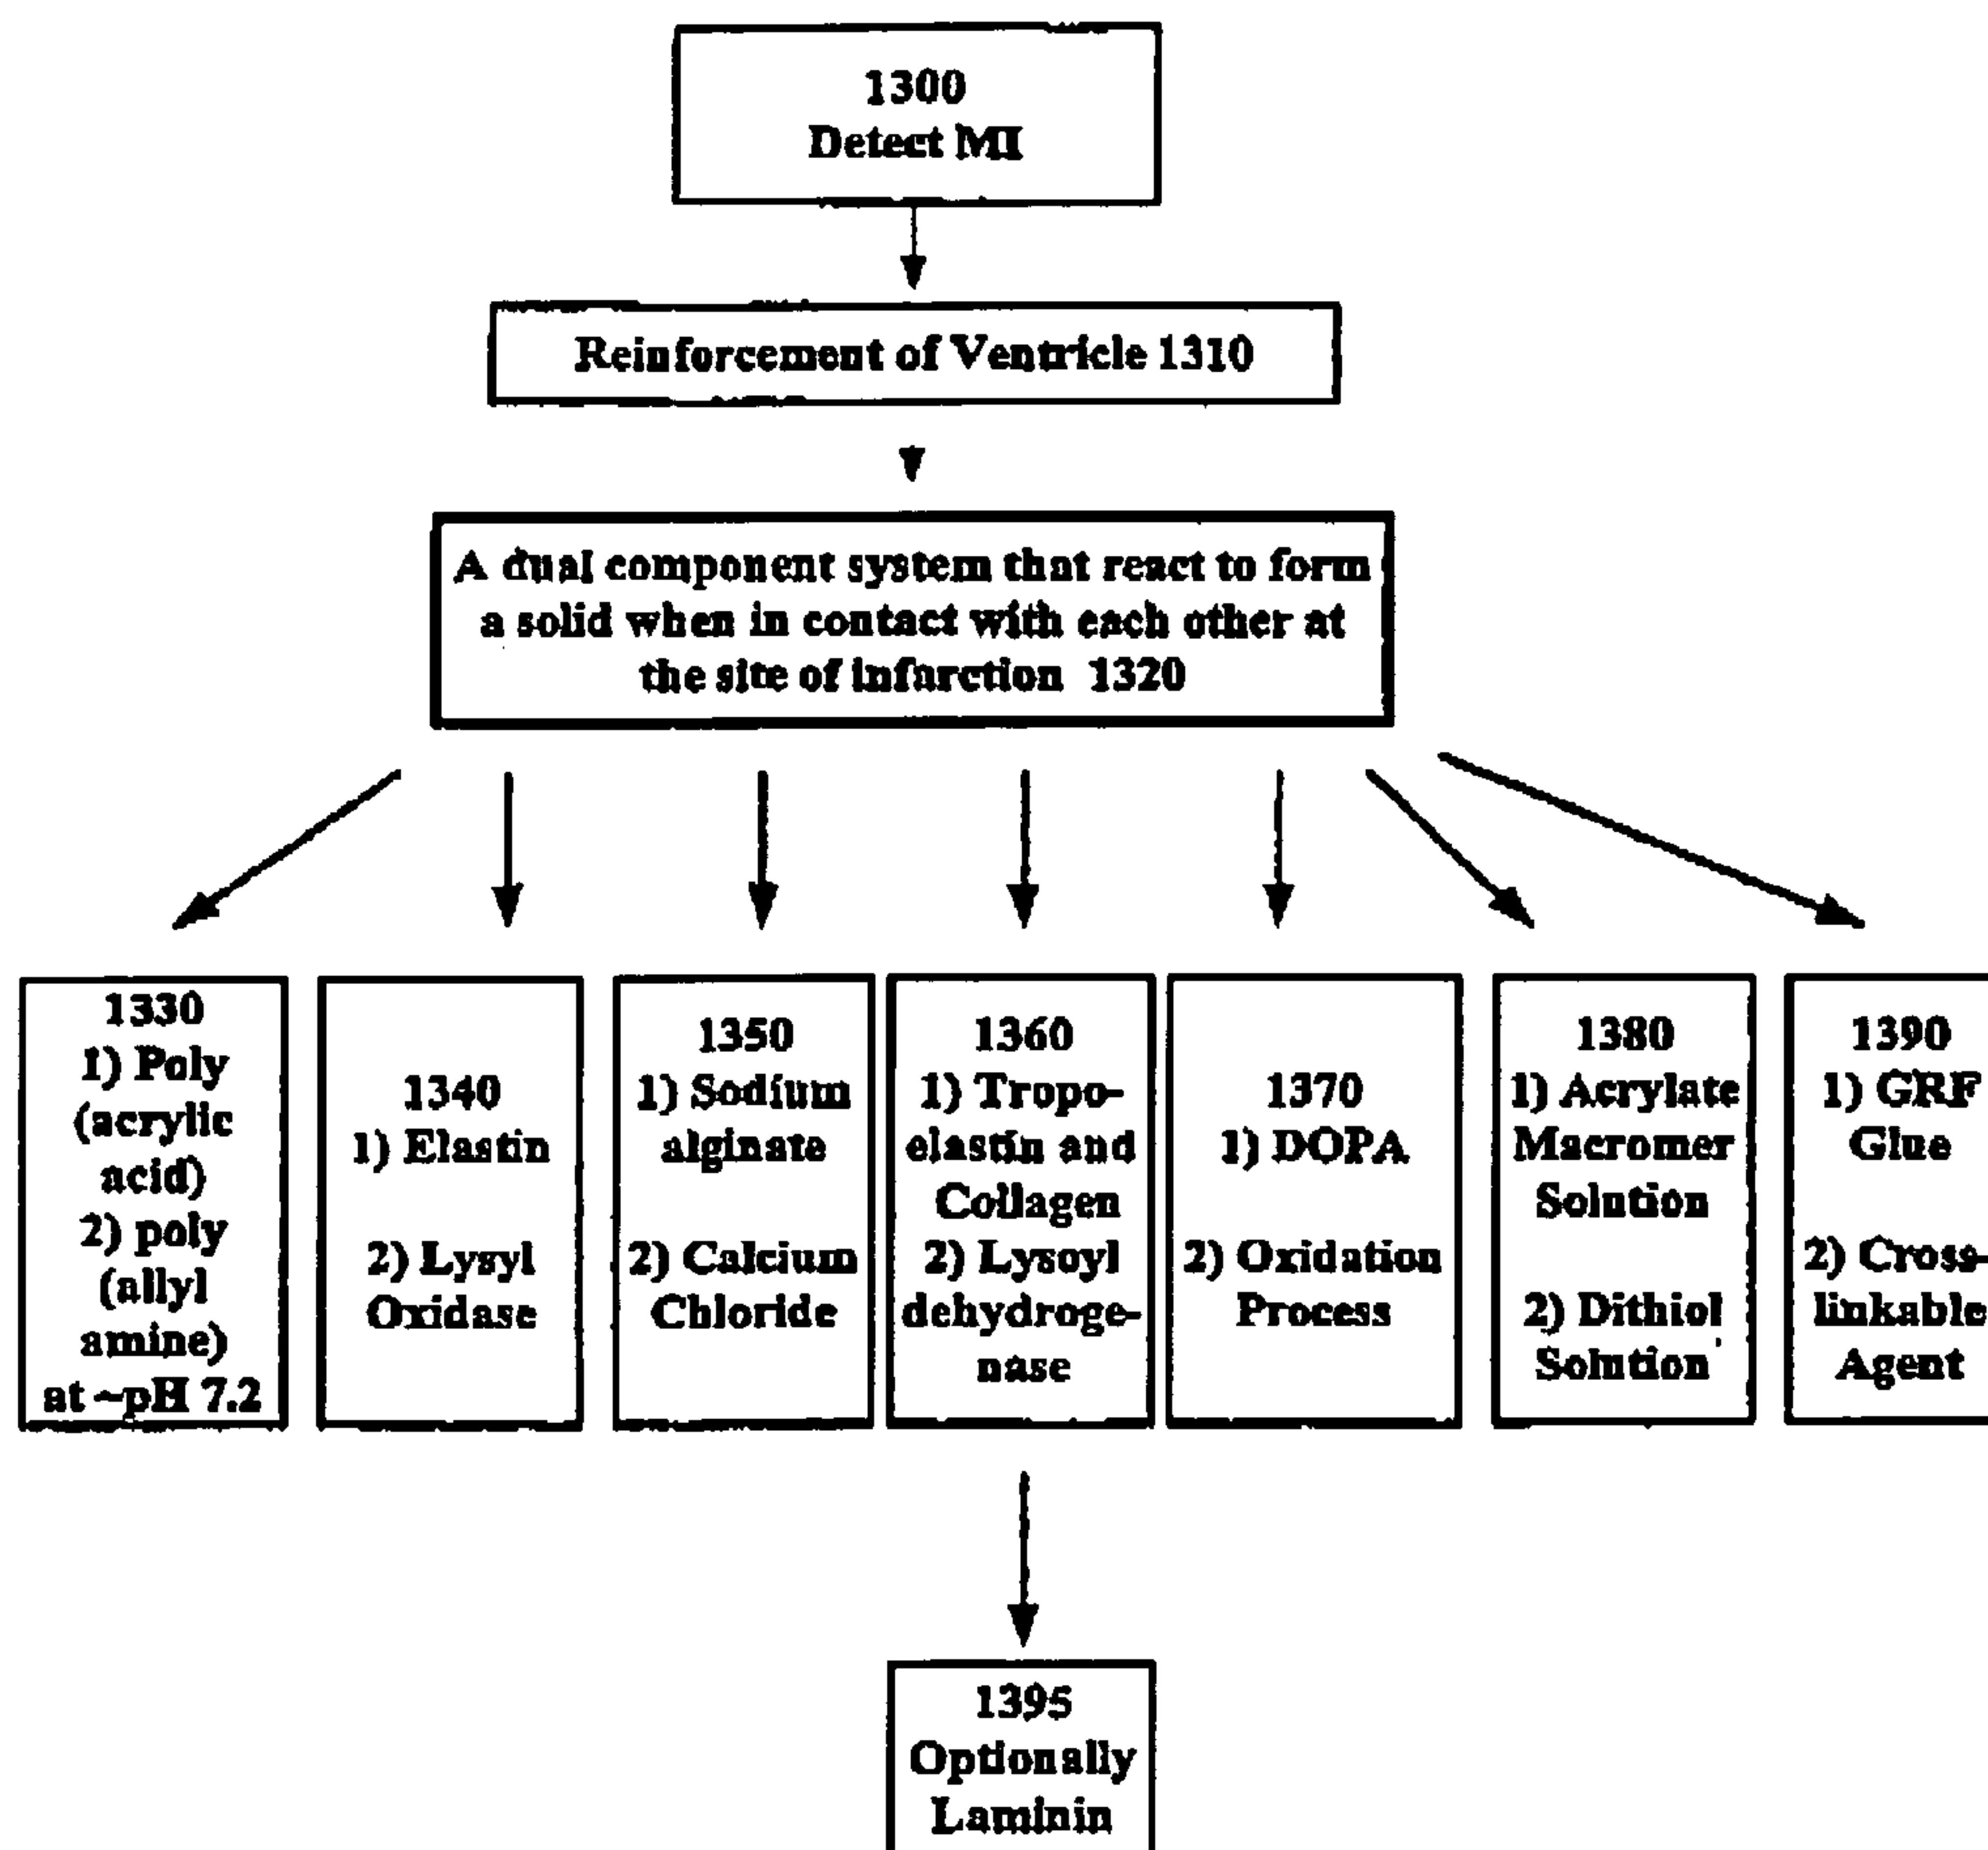 1300
Detect MI
Reinforcement of Ventricle 1310
A dual component system that react to form
a solid when in contact with each other at
the site of infarction 1320
1330
1) Poly
(acrylic
acid)
2) poly
(allyl
amine)
at ~pH 7.2
1340
1) Elastin
2) Lysyl
Oxidase
1350
1) Sodium
alginate
2) Calcium
Chloride
1360
1) Tropo-
elastin and
Collagen
2) Lysoyl
dehydroge-
nase
1370
1) DOPA
2) Oxidation
Process
1380
1) Acrylate
Macromer
Solution
2) Dithiol
Solution
1390
1) GRF
Glue
2) Cross-
linkable
Agent
1395
Optionally
Laminin